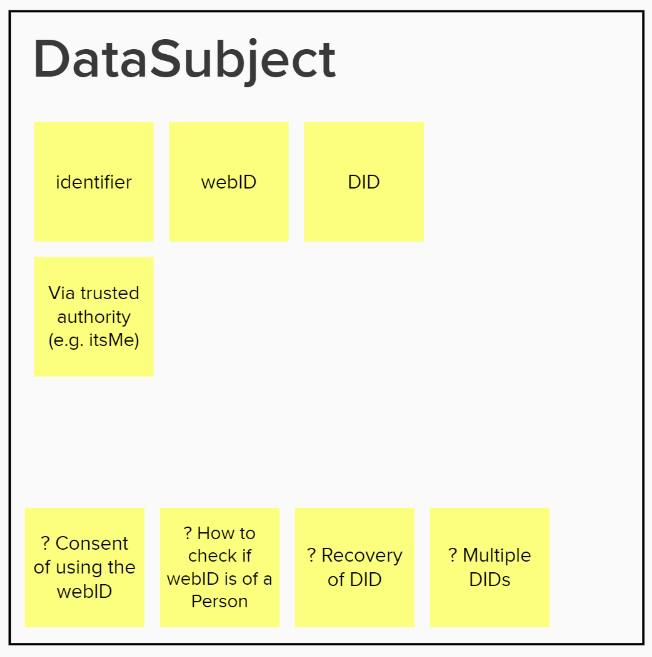 DataSubject
identifier
webID
DID
Via trusted
authority
(e.g. itsMe)
? Consent
of using the
webID
? How to
check if
webID is of a
Person
? Recovery
of DID
? Multiple
DIDs